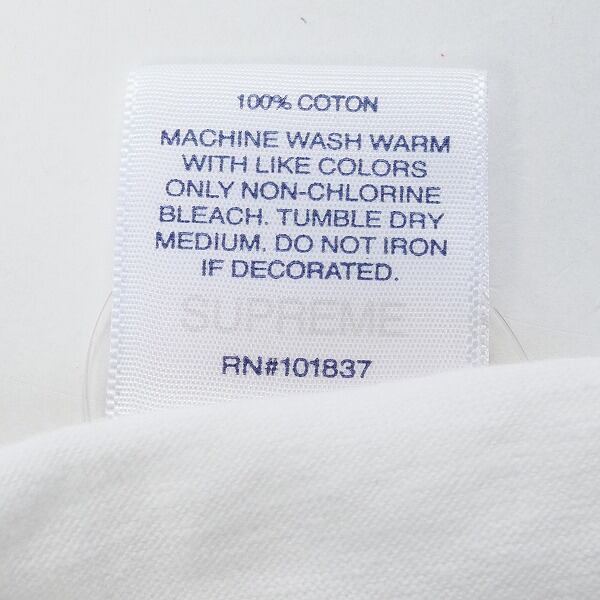 100% COTON
MACHINE WASH WARM
WITH LIKE COLORS
ONLY NON-CHLORINE
BLEACH. TUMBLE DRY
MEDIUM. DO NOT IRON
IF DECORATED.
SUPREME
RN#101837